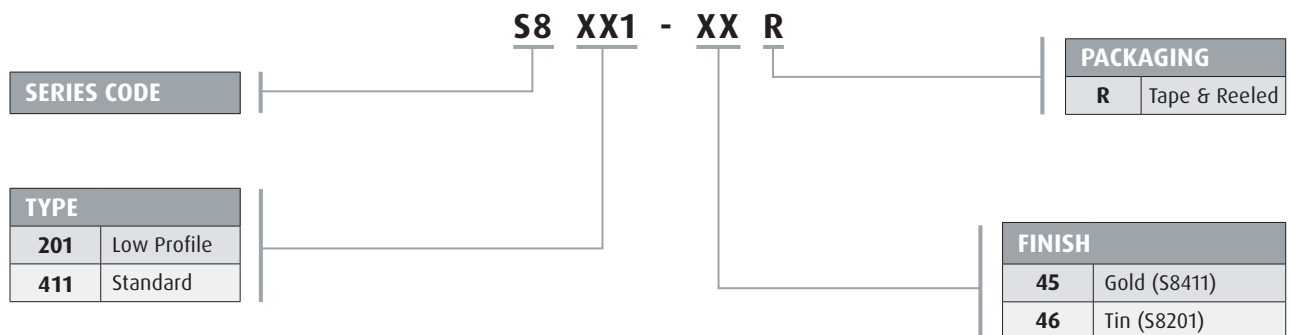 S8 XX1 - XX R
SERIES CODE
PACKAGING
R Tape & Reeled
TYPE
201 Low Profile
411 Standard
FINISH
45 Gold (S8411)
46 Tin (S8201)